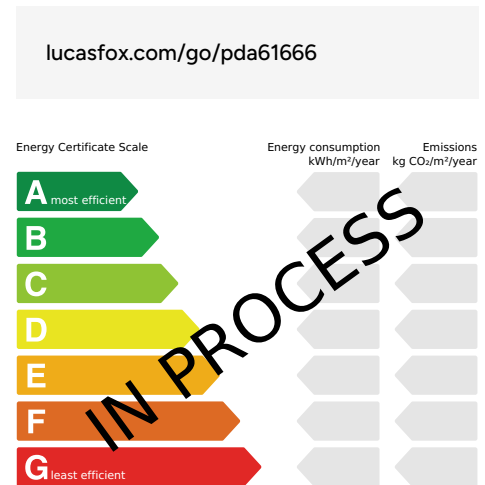 lucasfox.com/go/pda61666
Energy Certificate Scale
Energy consumption
kWh/m²/year
Emissions
kg CO₂/m²/year
A most efficient
B
C
D
E
F
G least efficient
IN PROCESS